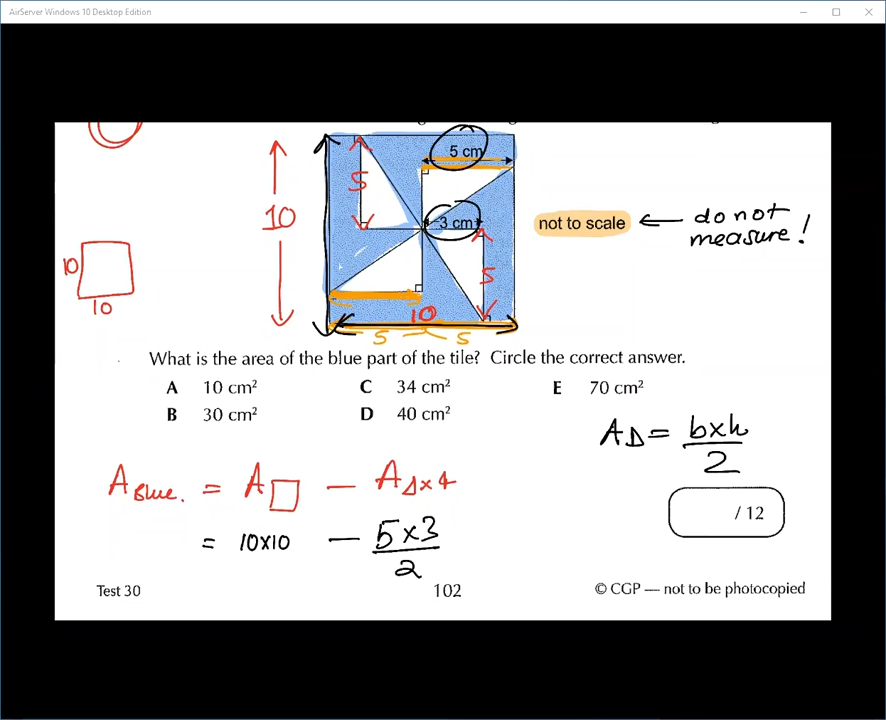 AirServer Windows 10 Desktop Edition
5 cm
5
10
3 cm
not to scale
do not
measure!
10
5
10
10
5 5
What is the area of the blue part of the tile? Circle the correct answer.
A 10 cm² C 34 cm² E 70 cm²
B 30 cm² D 40 cm²
A△ = b×h
2
A Blue. = A□ − A△×4
/ 12
= 10×10 − 5×3
2
Test 30 102 © CGP — not to be photocopied